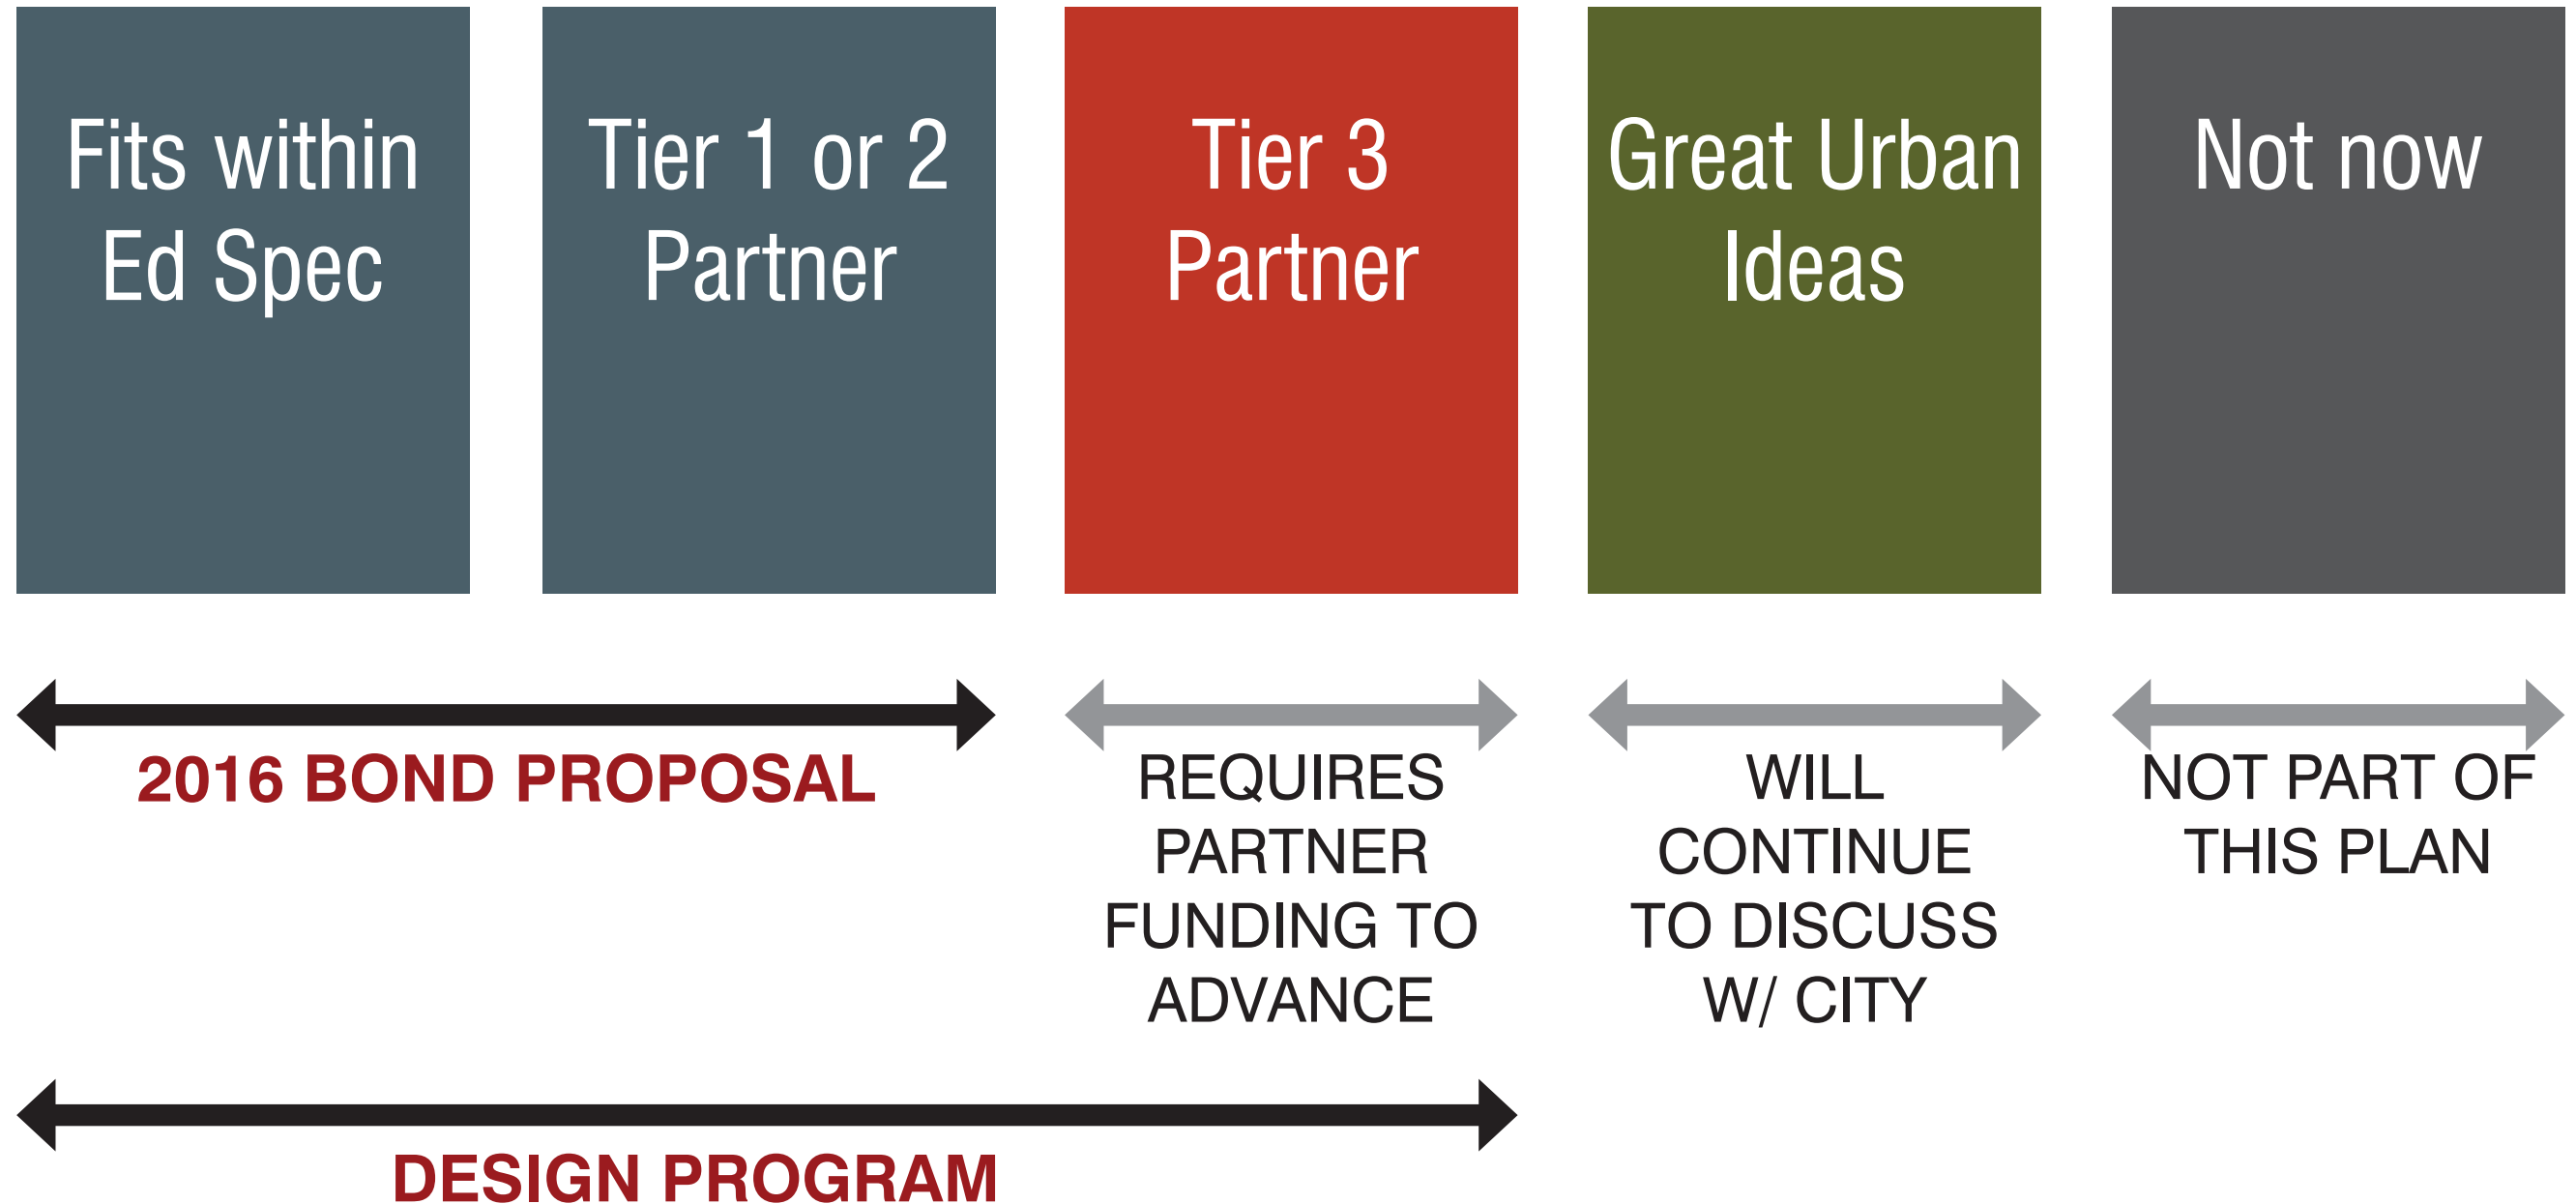 Fits within
Ed Spec
Tier 1 or 2
Partner
Tier 3
Partner
Great Urban
Ideas
Not now
2016 BOND PROPOSAL
REQUIRES
PARTNER
FUNDING TO
ADVANCE
WILL
CONTINUE
TO DISCUSS
W/ CITY
NOT PART OF
THIS PLAN
DESIGN PROGRAM